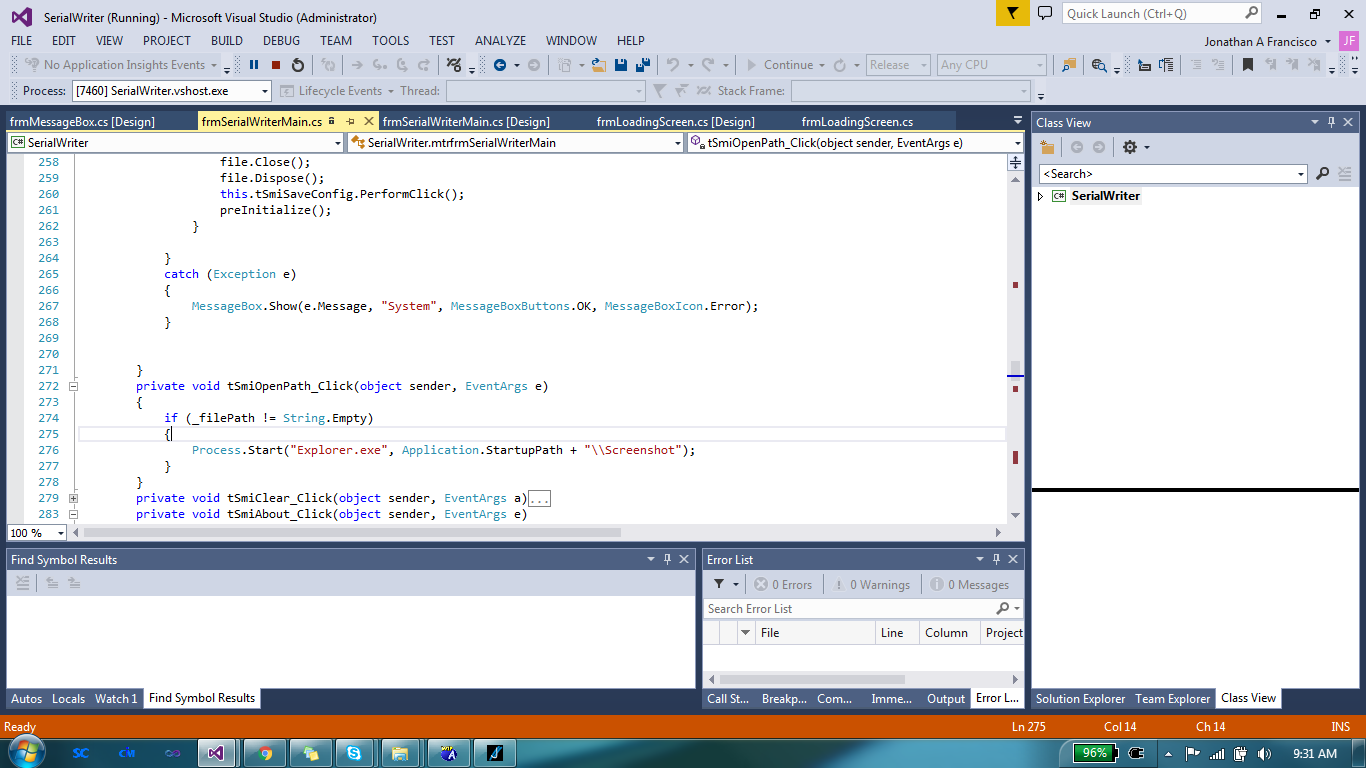 SerialWriter (Running) - Microsoft Visual Studio (Administrator)
Quick Launch (Ctrl+Q)
FILE EDIT VIEW PROJECT BUILD DEBUG TEAM TOOLS TEST ANALYZE WINDOW HELP
Jonathan A Francisco JF
No Application Insights Events Continue Release Any CPU
Process: [7460] SerialWriter.vshost.exe Lifecycle Events Thread: Stack Frame:
frmMessageBox.cs [Design] frmSerialWriterMain.cs frmSerialWriterMain.cs [Design] frmLoadingScreen.cs [Design] frmLoadingScreen.cs
C# SerialWriter SerialWriter.mtrfrmSerialWriterMain tSmiOpenPath_Click(object sender, EventArgs e)
258 file.Close();
259 file.Dispose();
260 this.tSmiSaveConfig.PerformClick();
261 preInitialize();
262 }
263
264 }
265 catch (Exception e)
266 {
267 MessageBox.Show(e.Message, "System", MessageBoxButtons.OK, MessageBoxIcon.Error);
268 }
269
270
271 }
272 private void tSmiOpenPath_Click(object sender, EventArgs e)
273 {
274 if (_filePath != String.Empty)
275 {
276 Process.Start("Explorer.exe", Application.StartupPath + "\\Screenshot");
277 }
278 }
279 private void tSmiClear_Click(object sender, EventArgs a)...
283 private void tSmiAbout_Click(object sender, EventArgs e)
100 %
Class View
<Search>
C# SerialWriter
Find Symbol Results
Error List
0 Errors 0 Warnings 0 Messages
Search Error List
File Line Column Project
Autos Locals Watch 1 Find Symbol Results
Call St... Breakp... Com... Imme... Output Error L...
Solution Explorer Team Explorer Class View
Ready Ln 275 Col 14 Ch 14 INS
SC CM 96% 9:31 AM